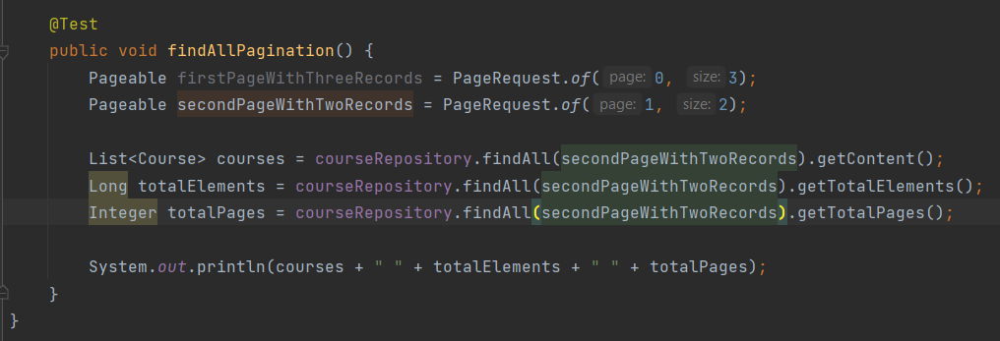 @Test
public void findAllPagination() {
Pageable firstPageWithThreeRecords = PageRequest.of( page: 0, size: 3);
Pageable secondPageWithTwoRecords = PageRequest.of( page: 1, size: 2);
List<Course> courses = courseRepository.findAll(secondPageWithTwoRecords).getContent();
Long totalElements = courseRepository.findAll(secondPageWithTwoRecords).getTotalElements();
Integer totalPages = courseRepository.findAll(secondPageWithTwoRecords).getTotalPages();
System.out.println(courses + " " + totalElements + " " + totalPages);
}
}